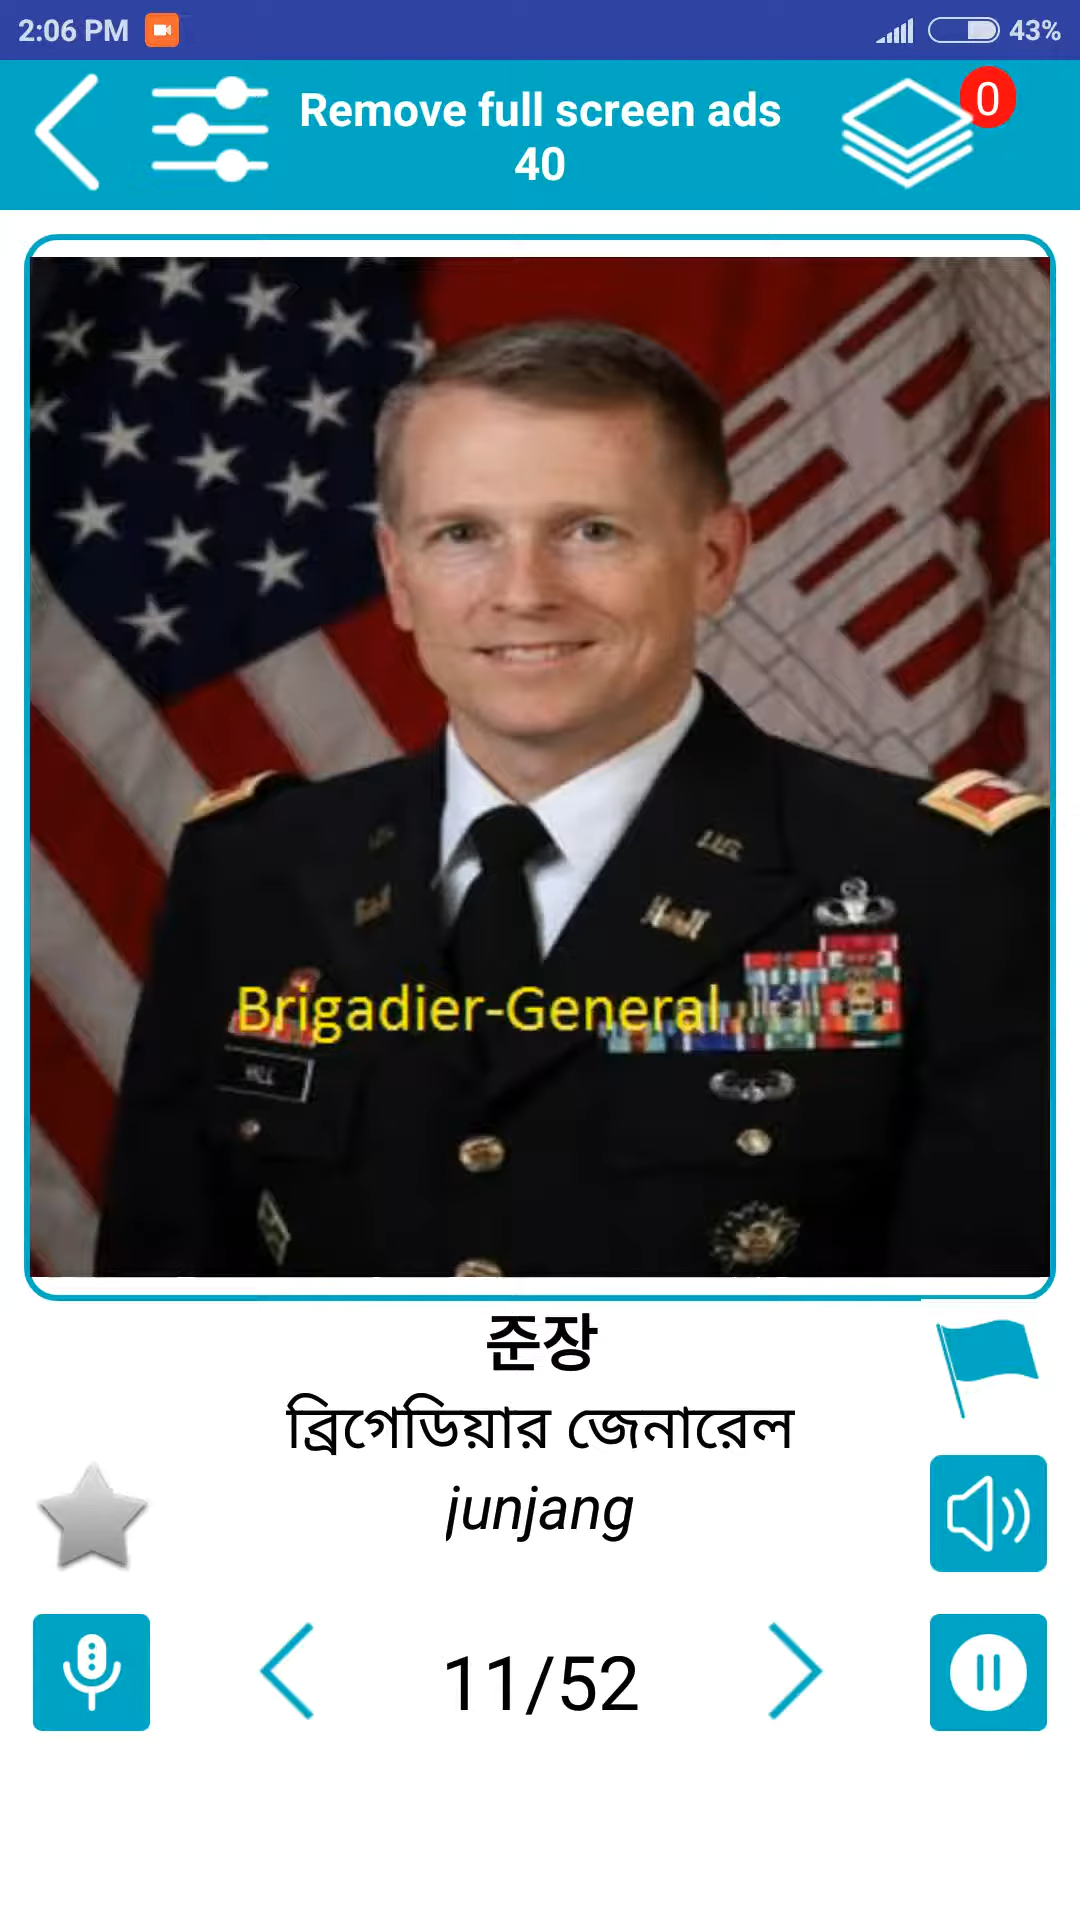 2:06 PM
43%
Remove full screen ads
40
0
Brigadier-General
준장
ব্রিগেডিয়ার জেনারেল
junjang
11/52